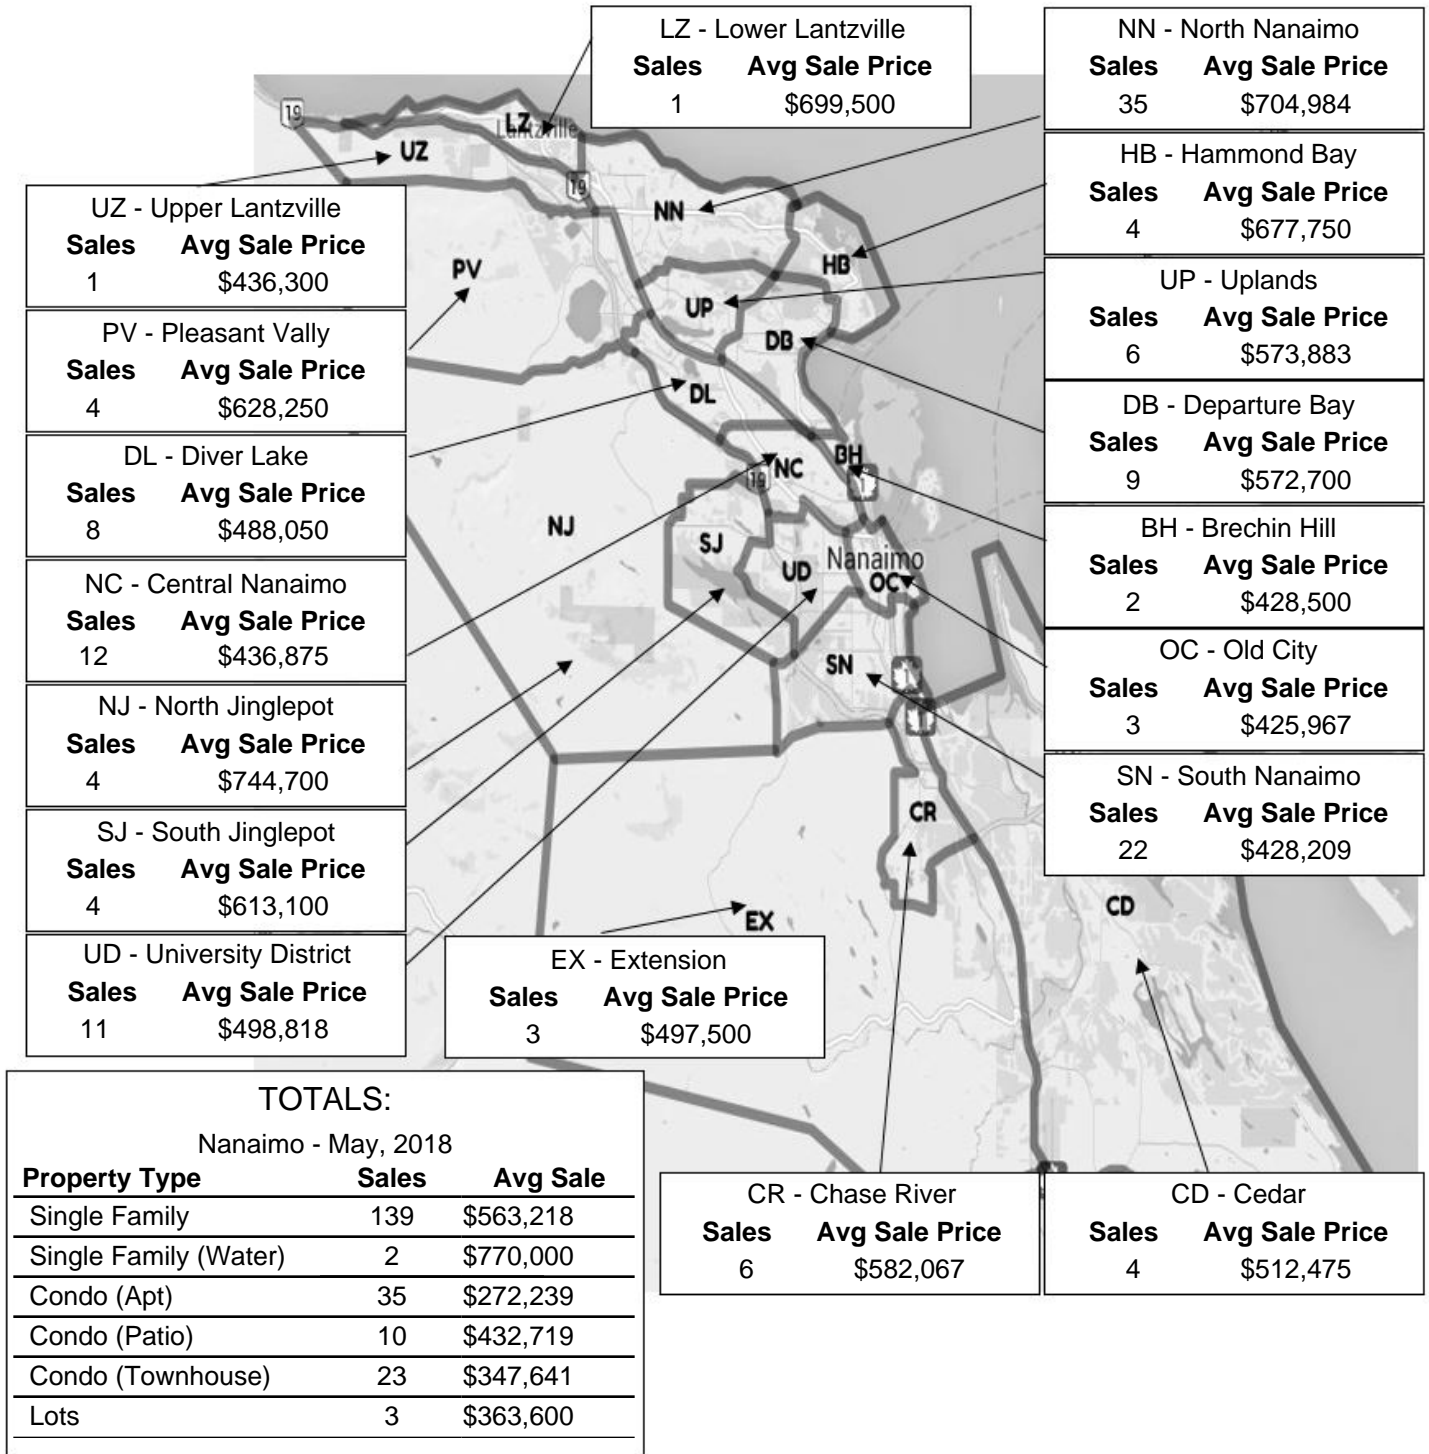 LZ - Lower Lantzville
Sales Avg Sale Price
1 $699,500
NN - North Nanaimo
Sales Avg Sale Price
35 $704,984
HB - Hammond Bay
Sales Avg Sale Price
4 $677,750
UP - Uplands
Sales Avg Sale Price
6 $573,883
DB - Departure Bay
Sales Avg Sale Price
9 $572,700
BH - Brechin Hill
Sales Avg Sale Price
2 $428,500
OC - Old City
Sales Avg Sale Price
3 $425,967
SN - South Nanaimo
Sales Avg Sale Price
22 $428,209
UZ - Upper Lantzville
Sales Avg Sale Price
1 $436,300
PV - Pleasant Vally
Sales Avg Sale Price
4 $628,250
DL - Diver Lake
Sales Avg Sale Price
8 $488,050
NC - Central Nanaimo
Sales Avg Sale Price
12 $436,875
NJ - North Jinglepot
Sales Avg Sale Price
4 $744,700
SJ - South Jinglepot
Sales Avg Sale Price
4 $613,100
UD - University District
Sales Avg Sale Price
11 $498,818
EX - Extension
Sales Avg Sale Price
3 $497,500
CR - Chase River
Sales Avg Sale Price
6 $582,067
CD - Cedar
Sales Avg Sale Price
4 $512,475
19
LZ
Lantzville
UZ
19
NN
PV
HB
UP
DB
DL
BH
NC
19
1
NJ
SJ
Nanaimo
UD
OC
SN
CR
EX
CD
TOTALS:
Nanaimo - May, 2018
Property Type Sales Avg Sale
Single Family 139 $563,218
Single Family (Water) 2 $770,000
Condo (Apt) 35 $272,239
Condo (Patio) 10 $432,719
Condo (Townhouse) 23 $347,641
Lots 3 $363,600